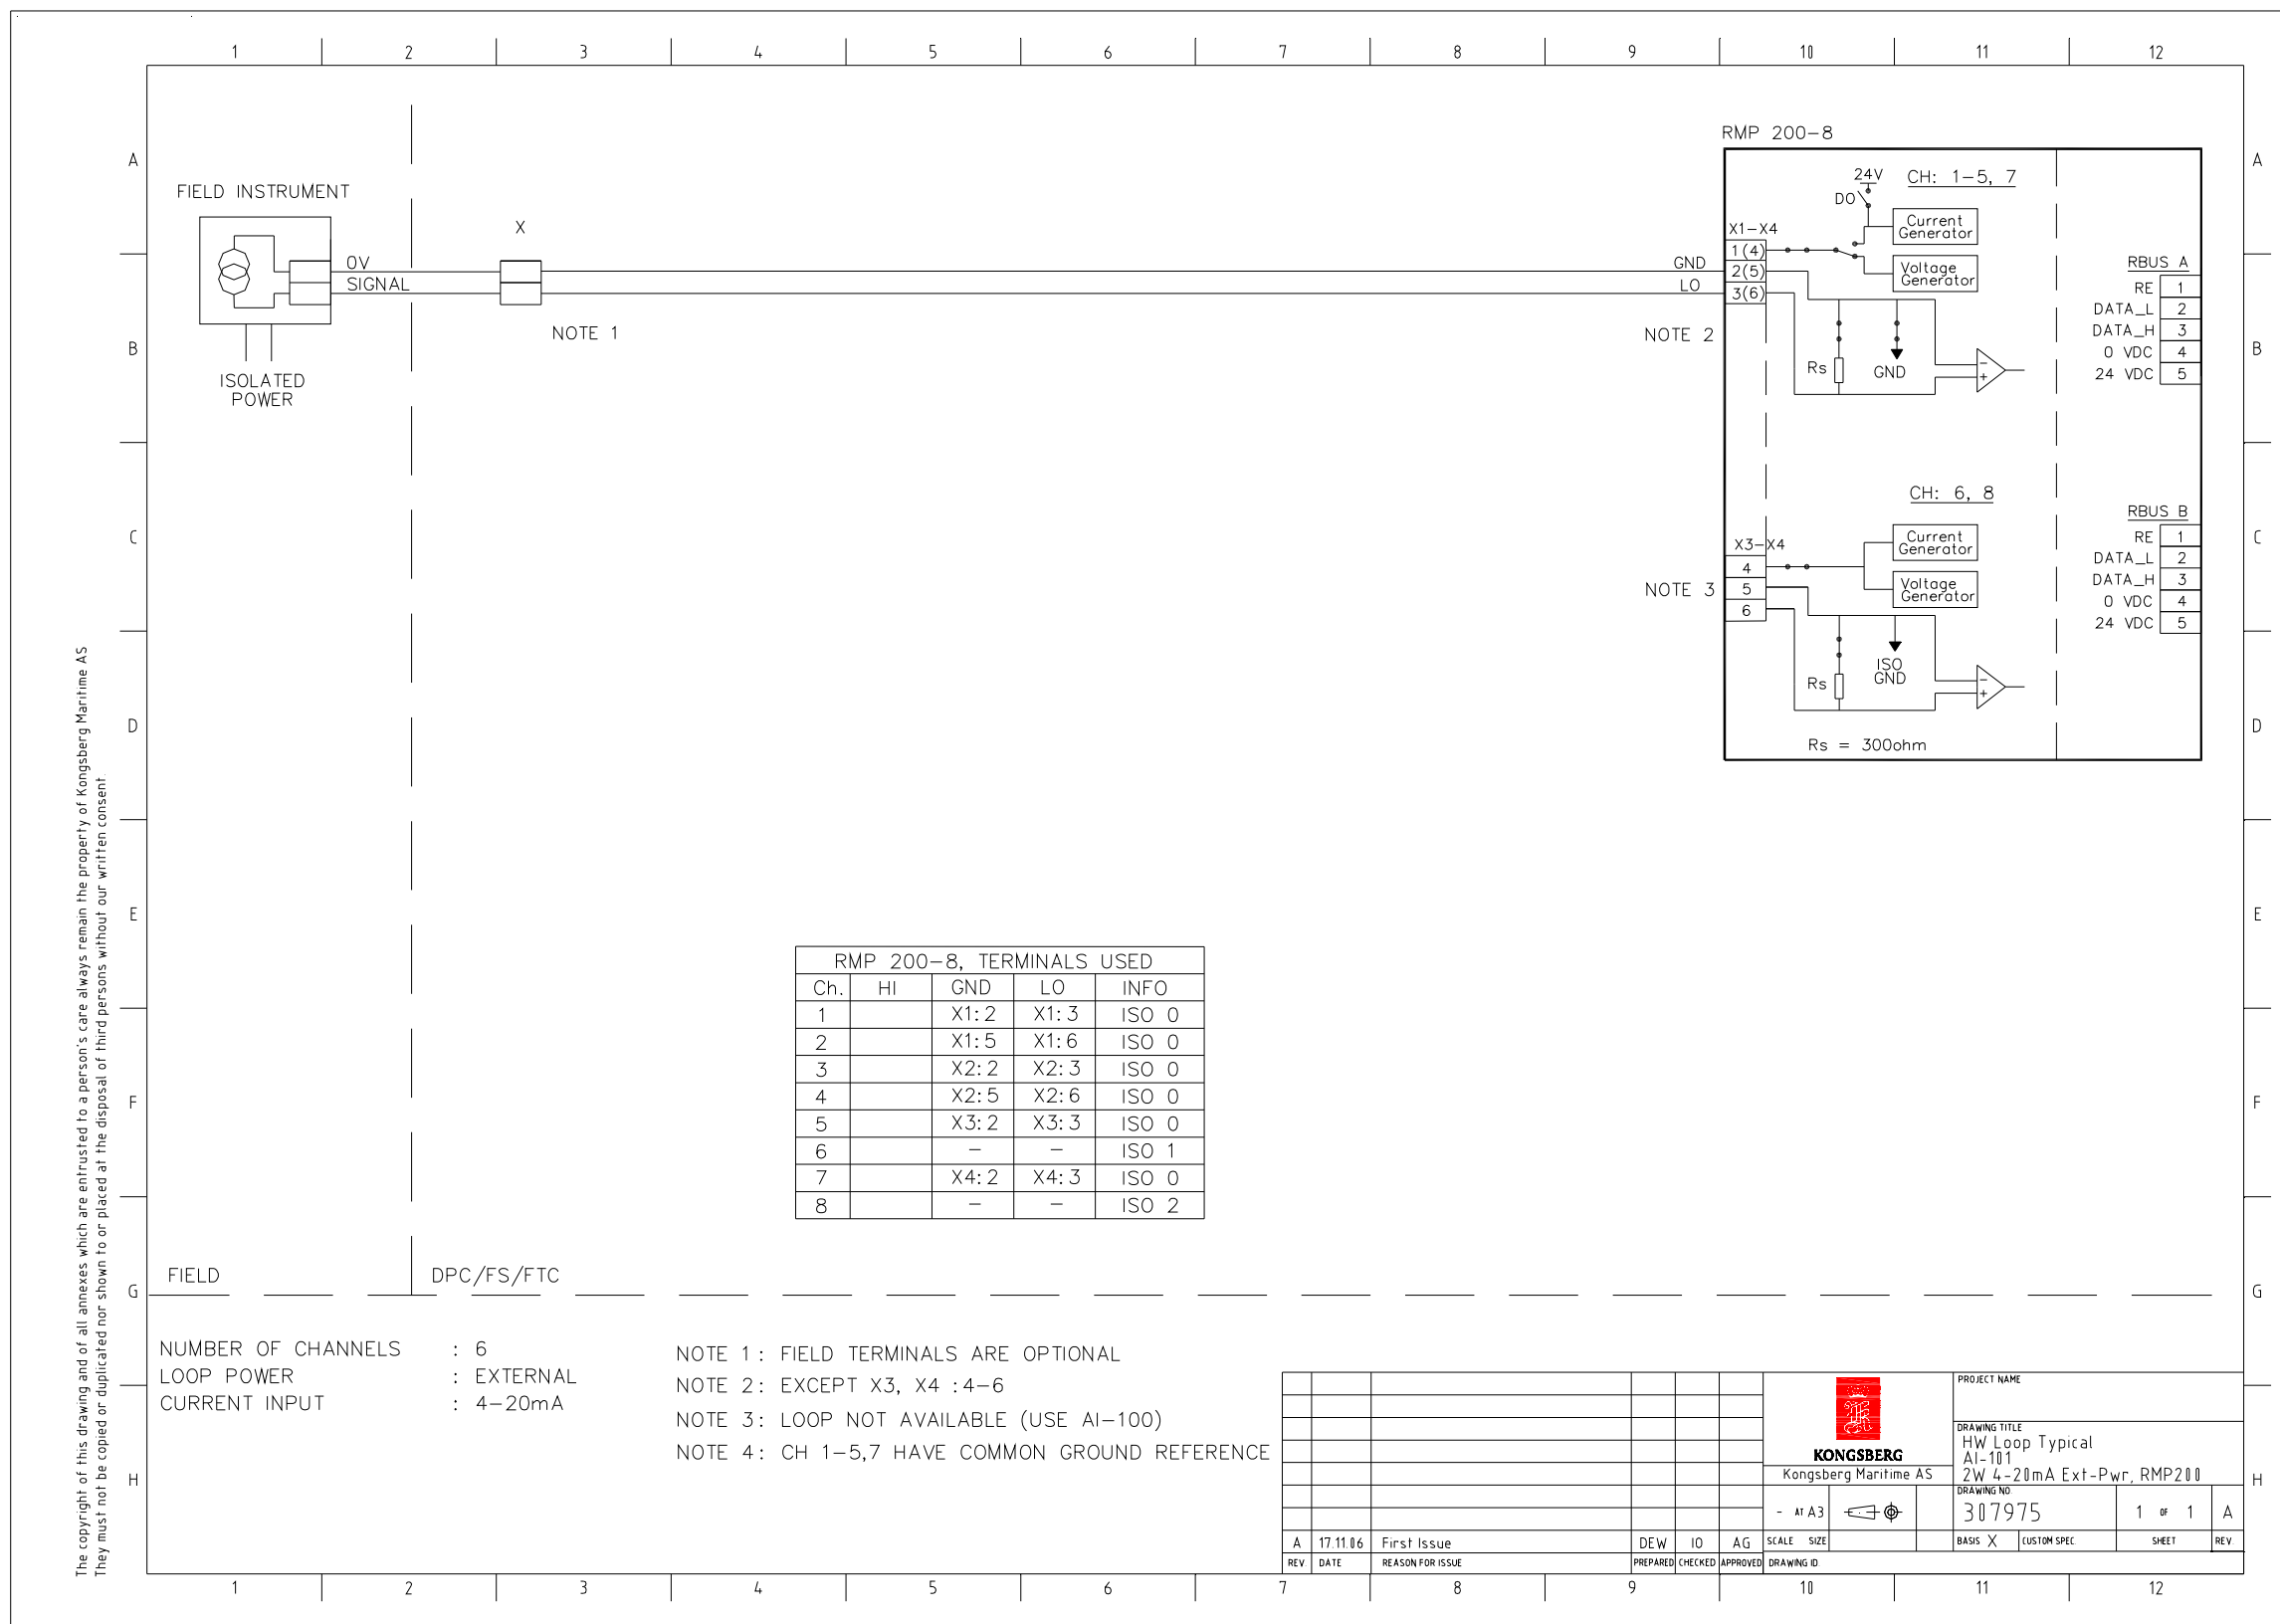 1 2 3 4 5 6 7 8 9 10 11 12
A
B
C
D
E
F
G
H
A
B
C
D
E
F
G
H
The copyright of this drawing and of all annexes which are entrusted to a person's care always remain the property of Kongsberg Maritime AS
They must not be copied or duplicated nor shown to or placed at the disposal of third persons without our written consent.
FIELD INSTRUMENT
0V
SIGNAL
ISOLATED
POWER
X
NOTE 1
GND
LO
NOTE 2
NOTE 3
RMP 200-8
24V
DO
CH: 1-5, 7
Current
Generator
X1-X4
1(4)
2(5)
3(6)
Voltage
Generator
Rs
GND
-
+
RBUS A
RE 1
DATA_L 2
DATA_H 3
0 VDC 4
24 VDC 5
CH: 6, 8
Current
Generator
X3-X4
4
5
6
Voltage
Generator
ISO
GND
Rs
-
+
RBUS B
RE 1
DATA_L 2
DATA_H 3
0 VDC 4
24 VDC 5
Rs = 300ohm
RMP 200-8, TERMINALS USED
Ch. HI GND LO INFO
1 X1:2 X1:3 ISO 0
2 X1:5 X1:6 ISO 0
3 X2:2 X2:3 ISO 0
4 X2:5 X2:6 ISO 0
5 X3:2 X3:3 ISO 0
6 - - ISO 1
7 X4:2 X4:3 ISO 0
8 - - ISO 2
FIELD
DPC/FS/FTC
NUMBER OF CHANNELS : 6
LOOP POWER : EXTERNAL
CURRENT INPUT : 4-20mA
NOTE 1: FIELD TERMINALS ARE OPTIONAL
NOTE 2: EXCEPT X3, X4 :4-6
NOTE 3: LOOP NOT AVAILABLE (USE AI-100)
NOTE 4: CH 1-5,7 HAVE COMMON GROUND REFERENCE
A 17.11.06 First Issue DEW IO AG
REV. DATE REASON FOR ISSUE PREPARED CHECKED APPROVED
KONGSBERG
Kongsberg Maritime AS
- AT A3
SCALE SIZE
DRAWING ID.
PROJECT NAME
DRAWING TITLE
HW Loop Typical
AI-101
2W 4-20mA Ext-Pwr, RMP200
DRAWING NO.
307975 1 OF 1 A
BASIS X CUSTOM SPEC. SHEET REV.
1 2 3 4 5 6 7 8 9 10 11 12